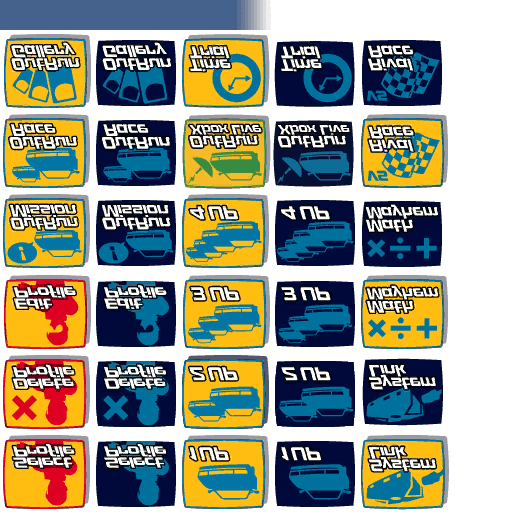 Select
Profile
Select
Profile
1 UP
1 UP
System
Link
Delete
Profile
Delete
Profile
2 UP
2 UP
System
Link
Edit
Profile
Edit
Profile
3 UP
3 UP
Math
Mayhem
OutRun
Mission
i
OutRun
Mission
i
4 UP
4 UP
Math
Mayhem
OutRun
Race
OutRun
Race
OutRun
Xbox Live
OutRun
Xbox Live
VS
Rival
Race
OutRun
Gallery
OutRun
Gallery
Time
Trial
Time
Trial
VS
Rival
Race